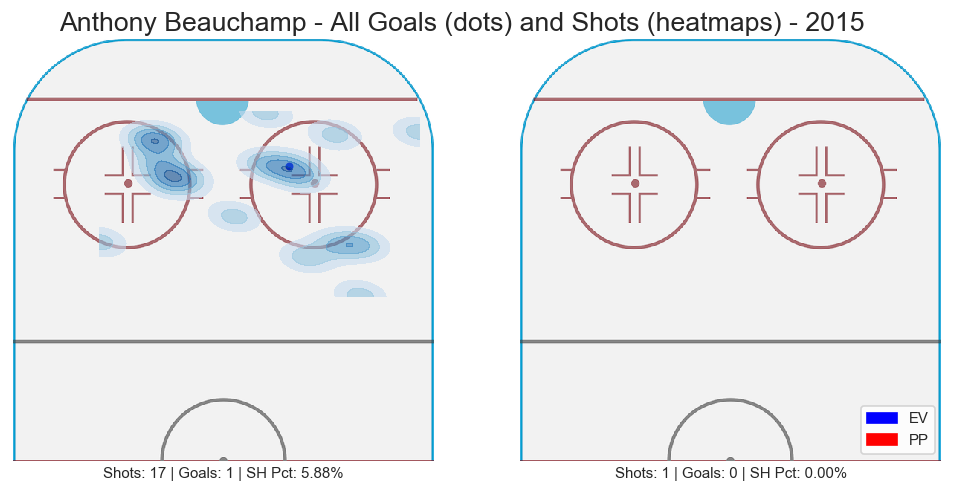 Anthony Beauchamp - All Goals (dots) and Shots (heatmaps) - 2015
EV
PP
Shots: 17 | Goals: 1 | SH Pct: 5.88%
Shots: 1 | Goals: 0 | SH Pct: 0.00%